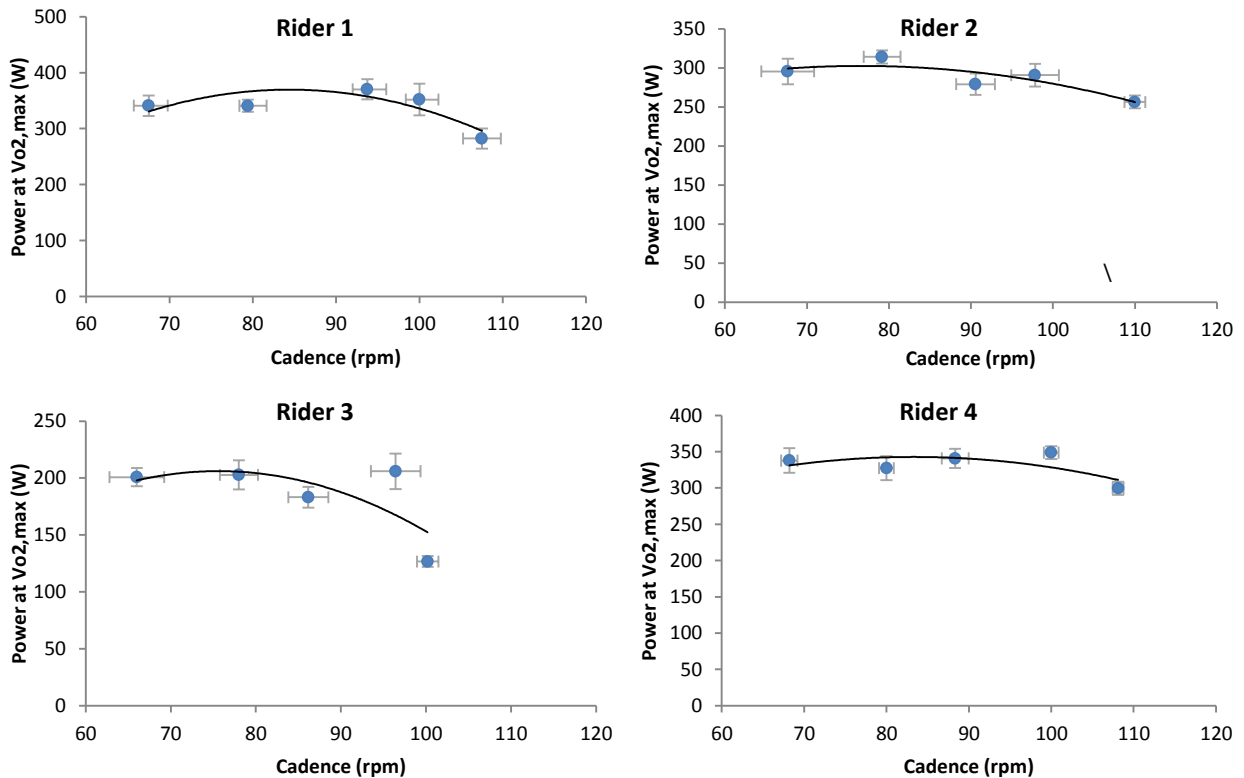 Rider 1
Power at Vo2,max (W)
500
400
300
200
100
0
60 70 80 90 100 110 120
Cadence (rpm)
Rider 2
Power at Vo2,max (W)
350
300
250
200
150
100
50
0
\
60 70 80 90 100 110 120
Cadence (rpm)
Rider 3
Power at Vo2,max (W)
250
200
150
100
50
0
60 70 80 90 100 110 120
Cadence (rpm)
Rider 4
Power at Vo2,max (W)
400
350
300
250
200
150
100
50
0
60 70 80 90 100 110 120
Cadence (rpm)